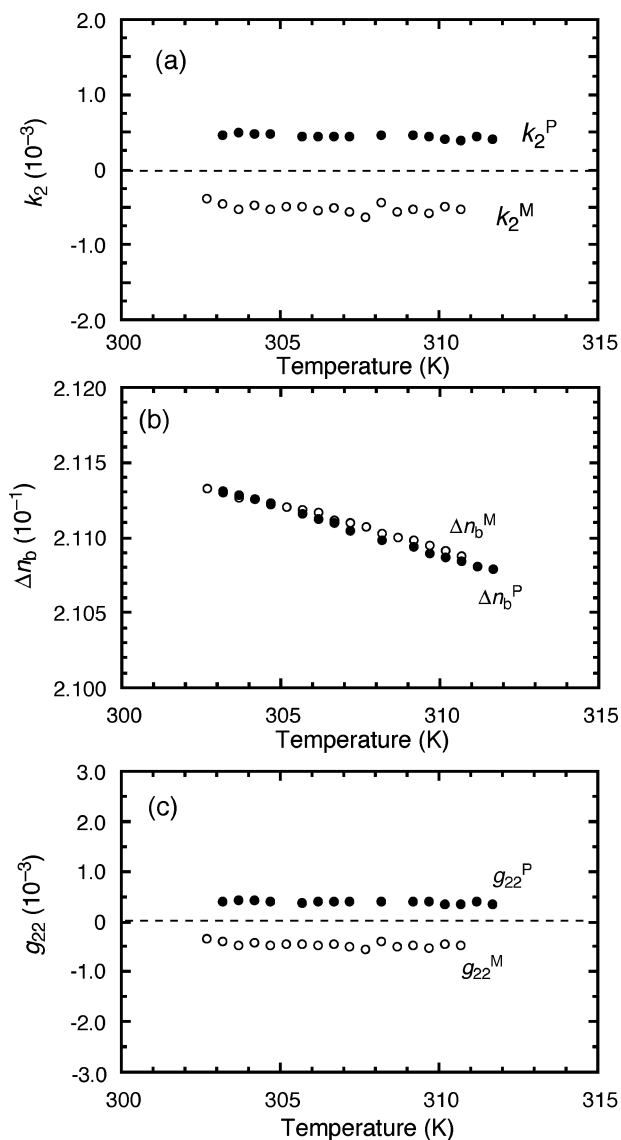 2.0
(a)
1.0
k₂ᴾ
0
k₂ (10⁻³)
k₂ᴹ
-1.0
-2.0
300 305 310 315
Temperature (K)
2.120
(b)
2.115
Δn_bᴹ
2.110
Δn_b (10⁻¹)
Δn_bᴾ
2.105
2.100
300 305 310 315
Temperature (K)
3.0
(c)
2.0
1.0
g₂₂ᴾ
0
g₂₂ (10⁻³)
g₂₂ᴹ
-1.0
-2.0
-3.0
300 305 310 315
Temperature (K)